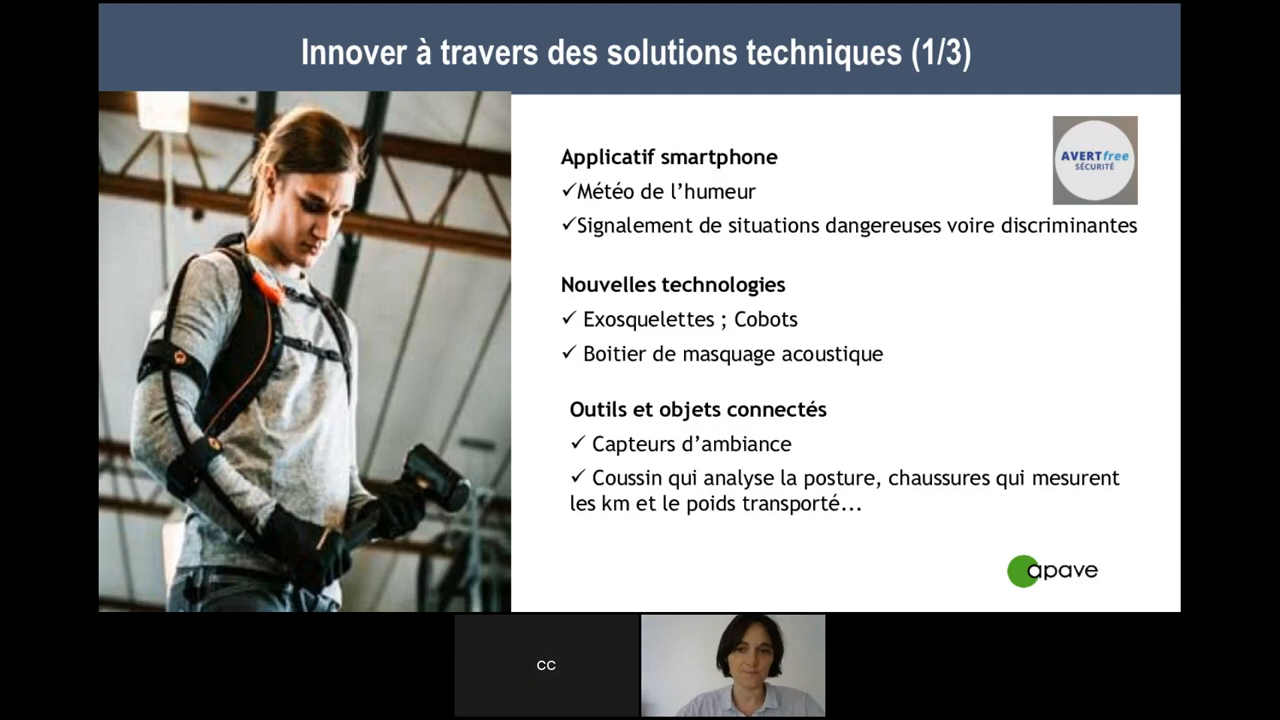 Innover à travers des solutions techniques (1/3)
AVERTfree
SÉCURITÉ
Applicatif smartphone
✓Météo de l’humeur
✓Signalement de situations dangereuses voire discriminantes
Nouvelles technologies
✓ Exosquelettes ; Cobots
✓ Boitier de masquage acoustique
Outils et objets connectés
✓ Capteurs d’ambiance
✓ Coussin qui analyse la posture, chaussures qui mesurent
les km et le poids transporté...
apave
CC